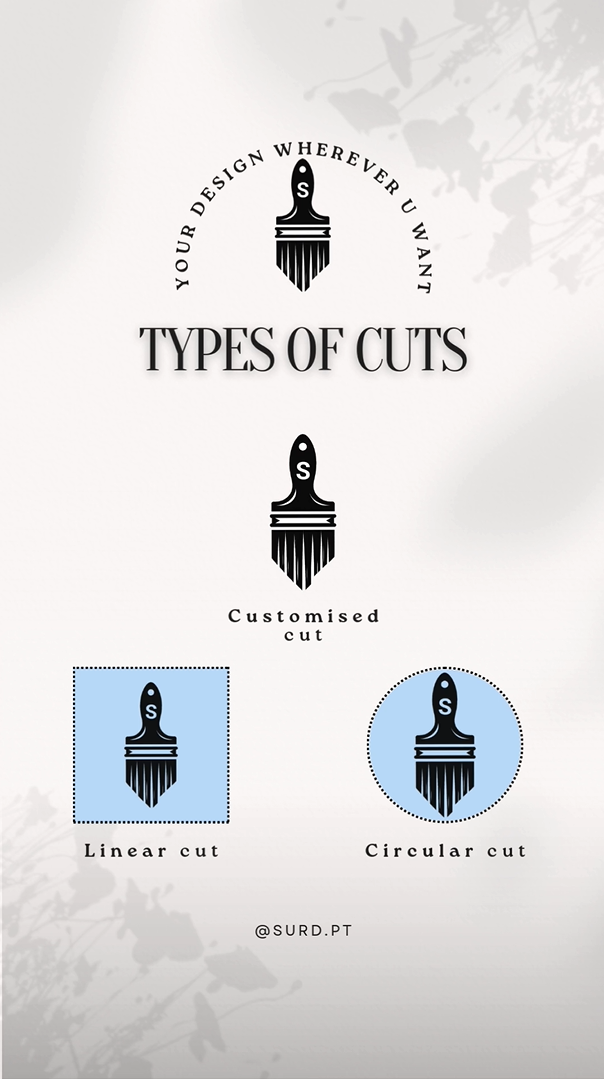 YOUR DESIGN WHEREVER U WANT
S
TYPES OF CUTS
S
Customised
cut
S
S
Linear cut
Circular cut
@SURD.PT